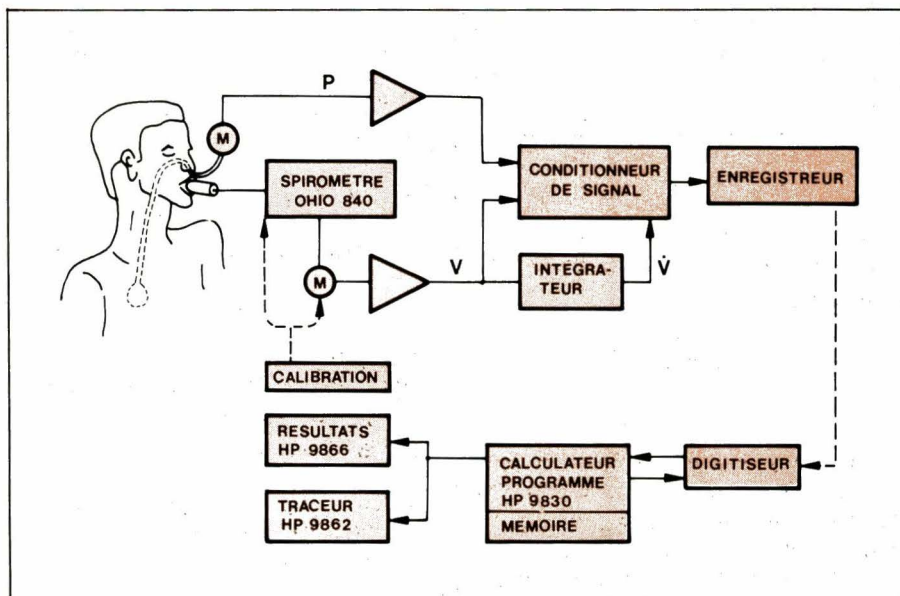 P
M
SPIROMETRE
OHIO 840
CONDITIONNEUR
DE SIGNAL
ENREGISTREUR
M
V
INTÉGRA-
TEUR
V̇
CALIBRATION
RESULTATS
HP 9866
TRACEUR
HP 9862
CALCULATEUR
PROGRAMME
HP 9830
MEMOIRE
DIGITISEUR